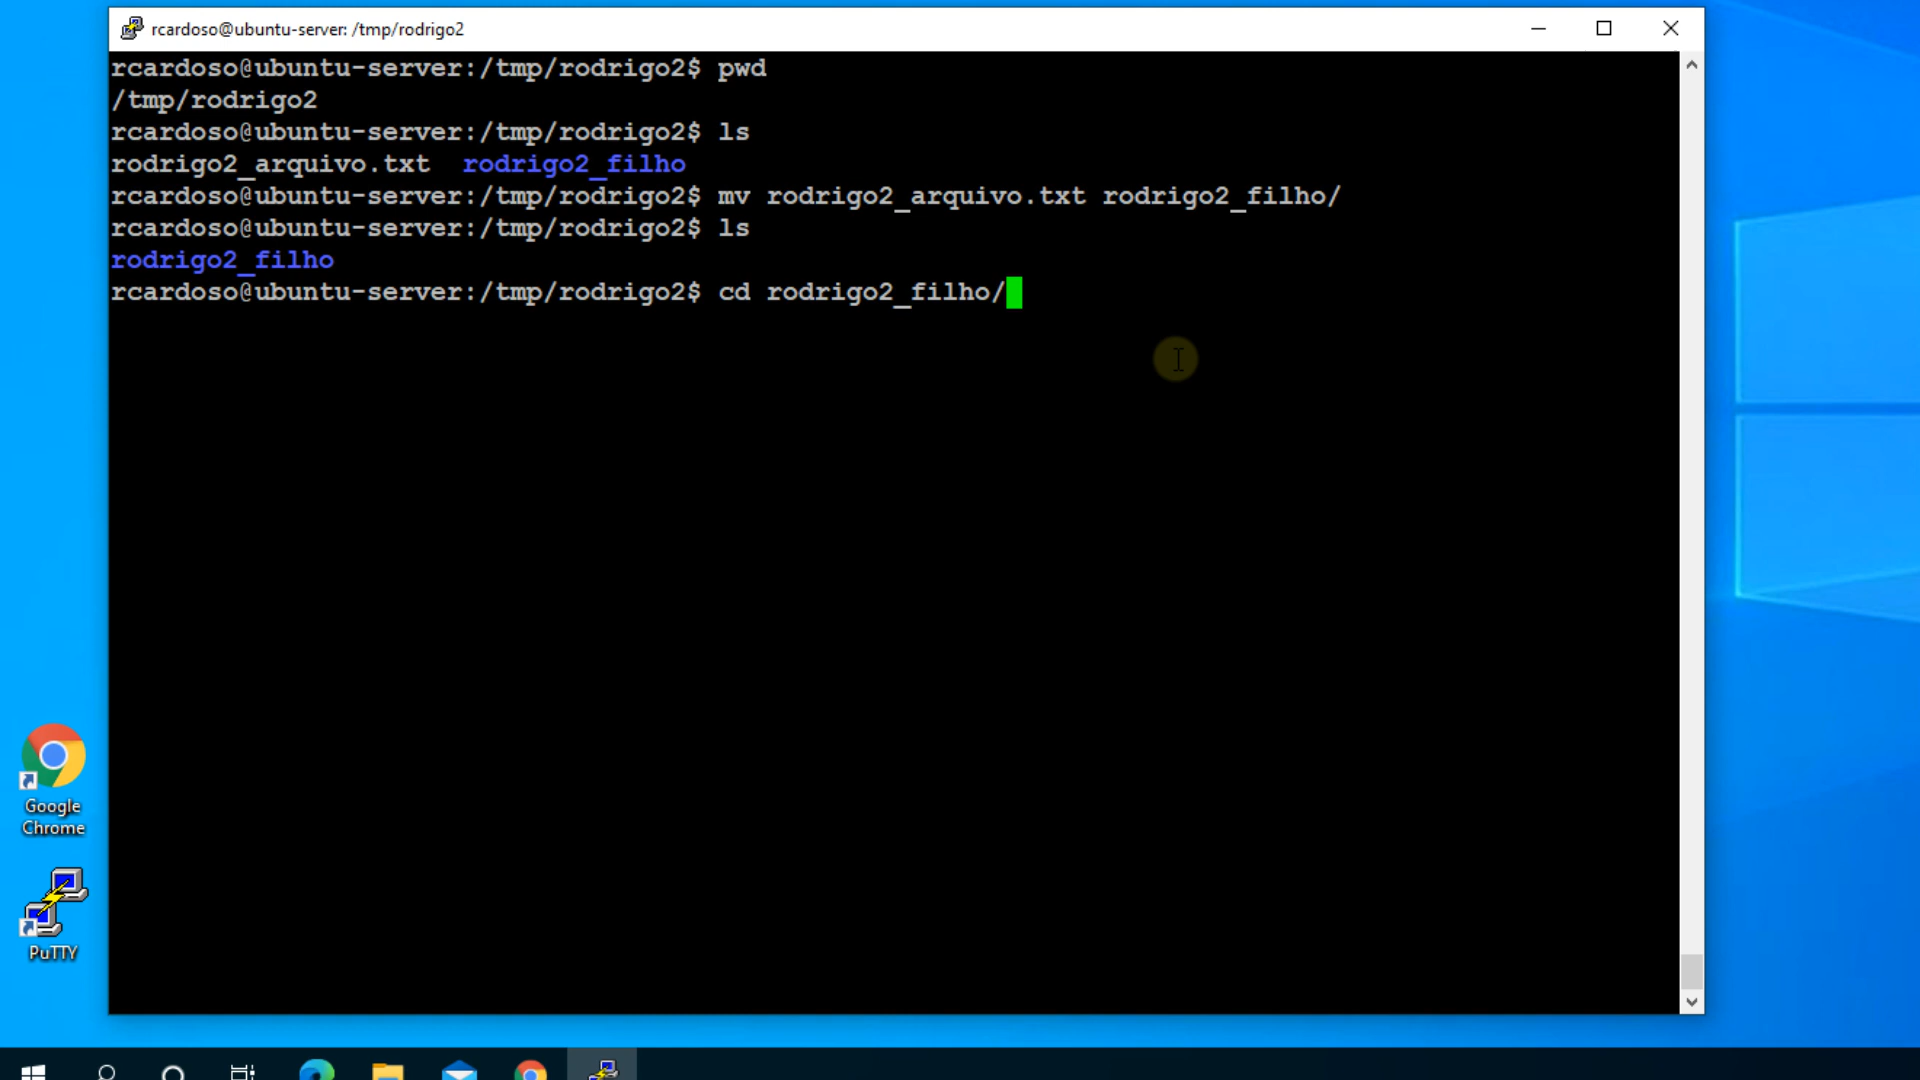 rcardoso@ubuntu-server: /tmp/rodrigo2
rcardoso@ubuntu-server:/tmp/rodrigo2$ pwd
/tmp/rodrigo2
rcardoso@ubuntu-server:/tmp/rodrigo2$ ls
rodrigo2_arquivo.txt  rodrigo2_filho
rcardoso@ubuntu-server:/tmp/rodrigo2$ mv rodrigo2_arquivo.txt rodrigo2_filho/
rcardoso@ubuntu-server:/tmp/rodrigo2$ ls
rodrigo2_filho
rcardoso@ubuntu-server:/tmp/rodrigo2$ cd rodrigo2_filho/
Google
Chrome
PuTTY